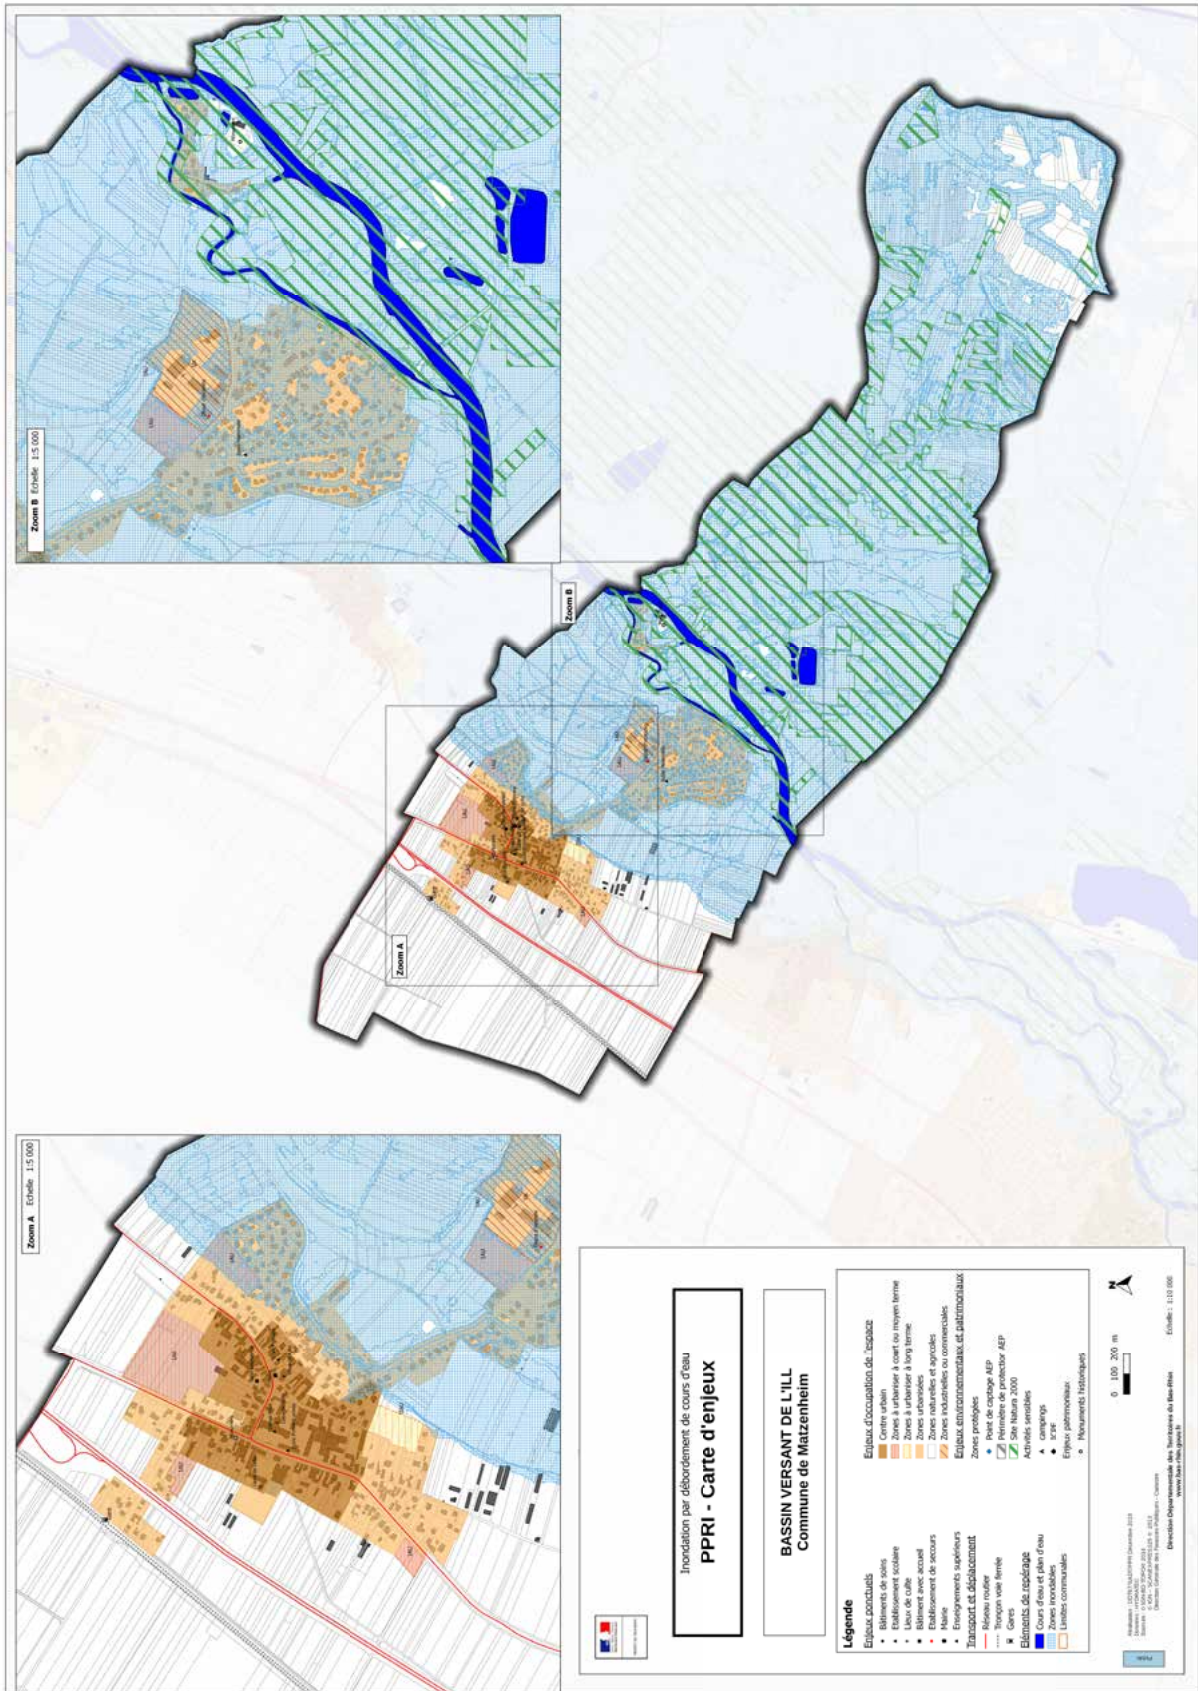 Zoom B Echelle 1:5 000
Zoom B
Zoom A
Zoom A Echelle 1:5 000
1AU
Inondation par débordement de cours d'eau
PPRI - Carte d'enjeux
BASSIN VERSANT DE L'ILL
Commune de Matzenheim
Légende
Enjeux ponctuels
Bâtiments de soins
Etablissement scolaire
Lieux de culte
Bâtiment avec accueil
Etablissement de secours
Mairie
Enseignements supérieurs
Transport et déplacement
Réseau routier
Tronçon voie ferrée
Gares
Eléments de repérage
Cours d'eau et plan d'eau
Zones inondables
Limites communales
Enjeux d'occupation de l'espace
Centre urbain
Zones à urbaniser à court ou moyen terme
Zones à urbaniser à long terme
Zones urbanisées
Zones naturelles et agricoles
Zones industrielles ou commerciales
Enjeux environnementaux et patrimoniaux
Zones protégées
Point de captage AEP
Périmètre de protection AEP
Site Natura 2000
Activités sensibles
campings
ICPE
Enjeux patrimoniaux
Monuments historiques
N
0 100 200 m
Echelle : 1:10 000
Direction Départementale des Territoires du Bas-Rhin
www.bas-rhin.gouv.fr